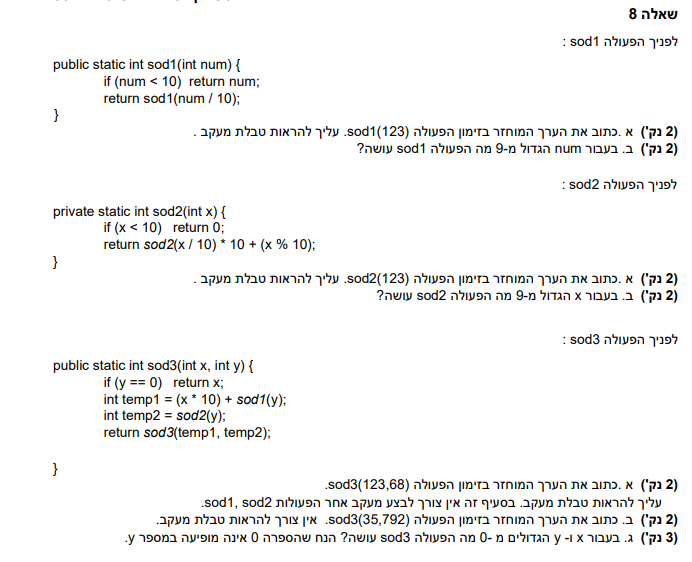 שאלה 8
לפניך הפעולה sod1 :
public static int sod1(int num) {
if (num < 10) return num;
return sod1(num / 10);
}
(2 נק') א .כתוב את הערך המוחזר בזימון הפעולה sod1(123). עליך להראות טבלת מעקב .
(2 נק') ב. בעבור num הגדול מ-9 מה הפעולה sod1 עושה?
לפניך הפעולה sod2 :
private static int sod2(int x) {
if (x < 10) return 0;
return sod2(x / 10) * 10 + (x % 10);
}
(2 נק') א .כתוב את הערך המוחזר בזימון הפעולה sod2(123). עליך להראות טבלת מעקב .
(2 נק') ב. בעבור x הגדול מ-9 מה הפעולה sod2 עושה?
לפניך הפעולה sod3 :
public static int sod3(int x, int y) {
if (y == 0) return x;
int temp1 = (x * 10) + sod1(y);
int temp2 = sod2(y);
return sod3(temp1, temp2);
}
(2 נק') א .כתוב את הערך המוחזר בזימון הפעולה sod3(123,68).
עליך להראות טבלת מעקב. בסעיף זה אין צורך לבצע מעקב אחר הפעולות sod1, sod2.
(2 נק') ב. כתוב את הערך המוחזר בזימון הפעולה sod3(35,792). אין צורך להראות טבלת מעקב.
(3 נק') ג. בעבור x ו- y הגדולים מ -0 מה הפעולה sod3 עושה? הנח שהספרה 0 אינה מופיעה במספר y.